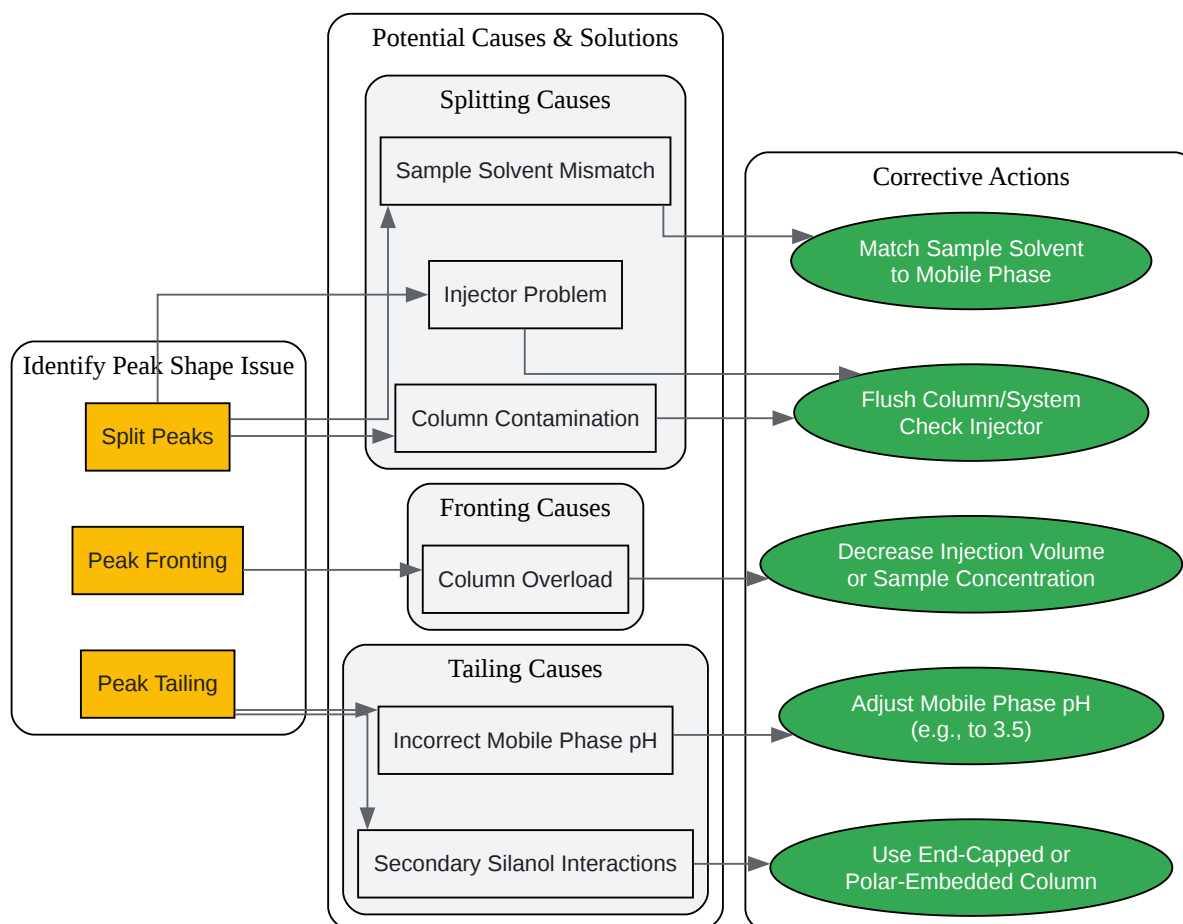 Potential Causes & Solutions
Splitting Causes
Sample Solvent Mismatch
Injector Problem
Column Contamination
Fronting Causes
Column Overload
Tailing Causes
Incorrect Mobile Phase pH
Secondary Silanol Interactions
Identify Peak Shape Issue
Split Peaks
Peak Fronting
Peak Tailing
Corrective Actions
Match Sample Solvent
to Mobile Phase
Flush Column/System
Check Injector
Decrease Injection Volume
or Sample Concentration
Adjust Mobile Phase pH
(e.g., to 3.5)
Use End-Capped or
Polar-Embedded Column